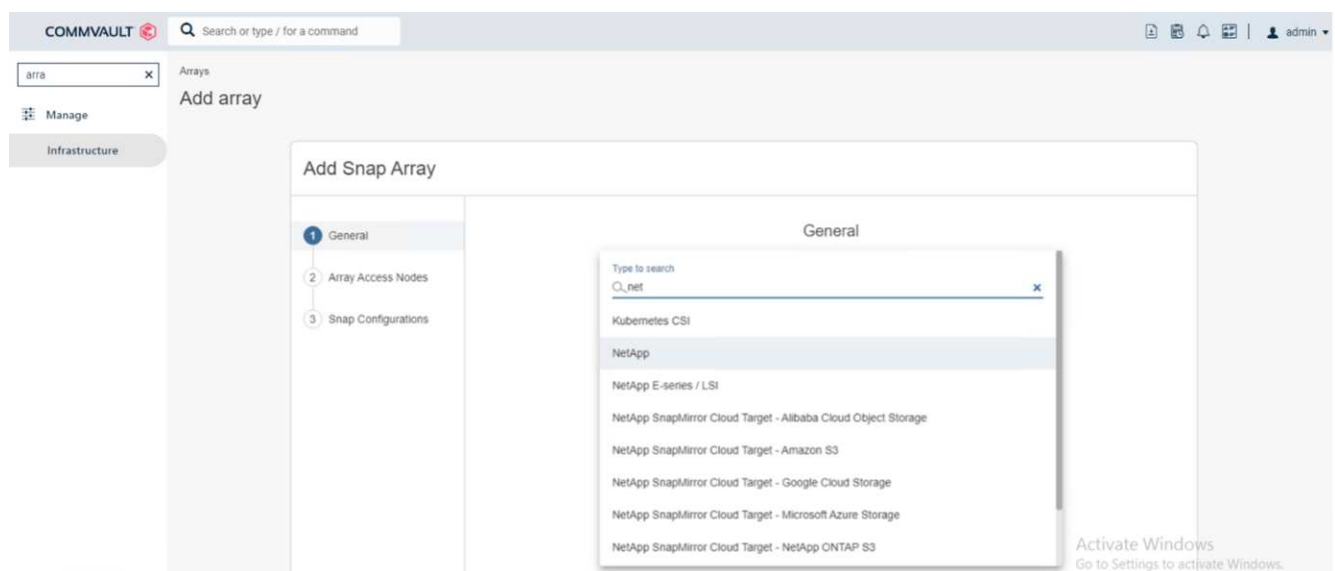 COMMVAULT
Search or type / for a command
admin
arra
Manage
Infrastructure
Arrays
Add array
Add Snap Array
1 General
2 Array Access Nodes
3 Snap Configurations
General
Type to search
net
Kubernetes CSI
NetApp
NetApp E-series / LSI
NetApp SnapMirror Cloud Target - Alibaba Cloud Object Storage
NetApp SnapMirror Cloud Target - Amazon S3
NetApp SnapMirror Cloud Target - Google Cloud Storage
NetApp SnapMirror Cloud Target - Microsoft Azure Storage
NetApp SnapMirror Cloud Target - NetApp ONTAP S3
Activate Windows
Go to Settings to activate Windows.